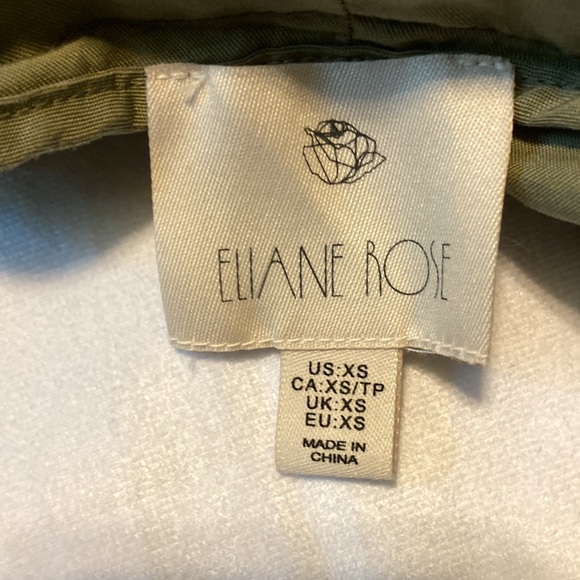 ELIANE ROSE
US:XS
CA:XS/TP
UK:XS
EU:XS
MADE IN
CHINA